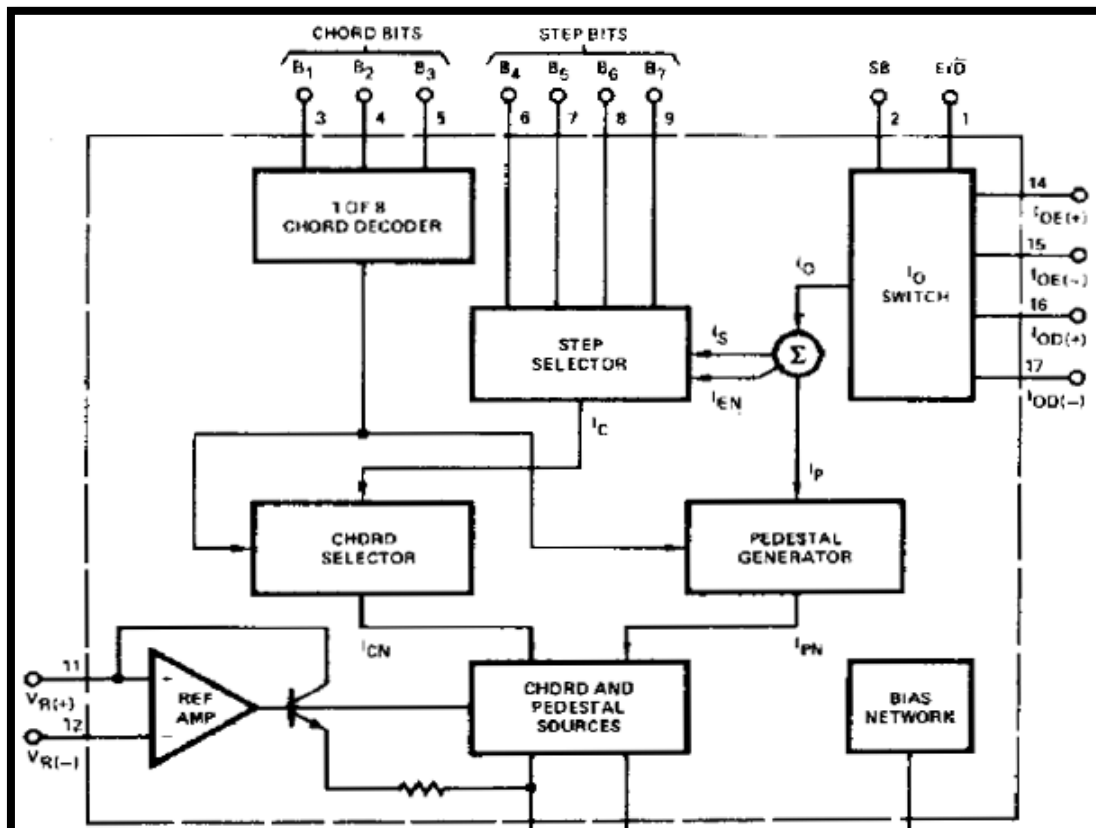 CHORD BITS
STEP BITS
B1 B2 B3
B4 B5 B6 B7
SB
E/D̅
3 4 5 6 7 8 9 2 1
1 OF 8
CHORD DECODER
14
IOE(+)
15
IOE(−)
16
IOD(+)
17
IOD(−)
IO
SWITCH
IO
STEP
SELECTOR
IS
IEN
Σ
IC
IP
CHORD
SELECTOR
PEDESTAL
GENERATOR
ICN
IPN
11
VR(+)
12
VR(−)
+
REF
AMP
−
CHORD AND
PEDESTAL
SOURCES
BIAS
NETWORK